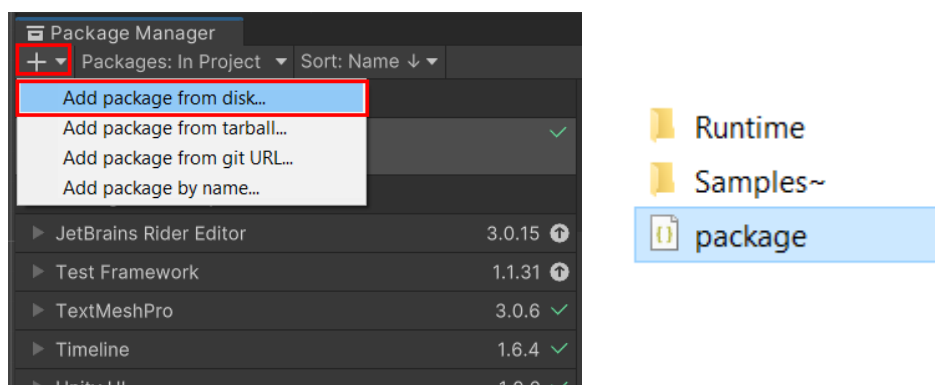 Package Manager
+ Packages: In Project Sort: Name ↓
Add package from disk...
Add package from tarball...
Add package from git URL...
Add package by name...
JetBrains Rider Editor 3.0.15
Test Framework 1.1.31
TextMeshPro 3.0.6
Timeline 1.6.4
Runtime
Samples~
package